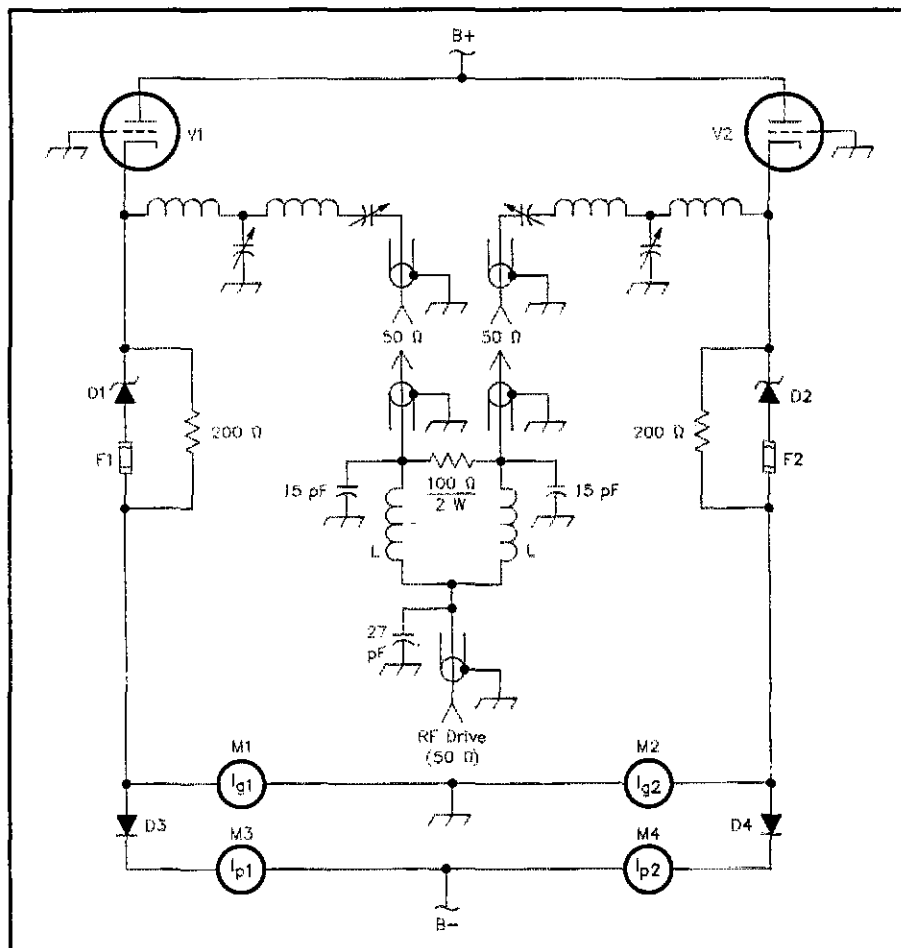 B+
V1
V2
50 Ω
50 Ω
D1
200 Ω
F1
200 Ω
D2
F2
15 pF
100 Ω
2 W
15 pF
L
L
27
pF
RF Drive
(50 Ω)
M1
Ig1
M2
Ig2
D3
D4
M3
Ip1
M4
Ip2
B−